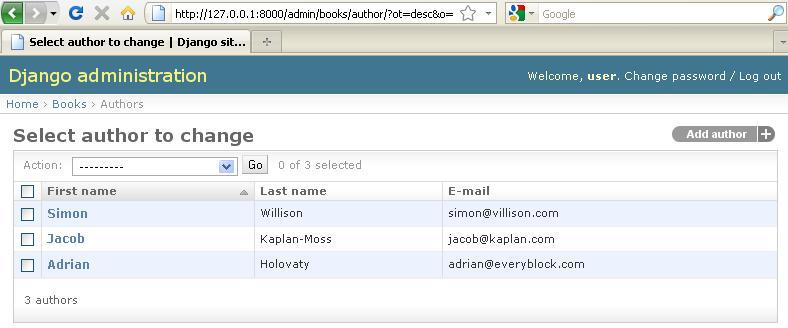 http://127.0.0.1:8000/admin/books/author/?ot=desc&o=
Google
Select author to change | Django sit...
Django administration
Welcome, user. Change password / Log out
Home › Books › Authors
Select author to change
Add author
Action: --------- Go 0 of 3 selected
First name Last name E-mail
Simon Willison simon@villison.com
Jacob Kaplan-Moss jacob@kaplan.com
Adrian Holovaty adrian@everyblock.com
3 authors